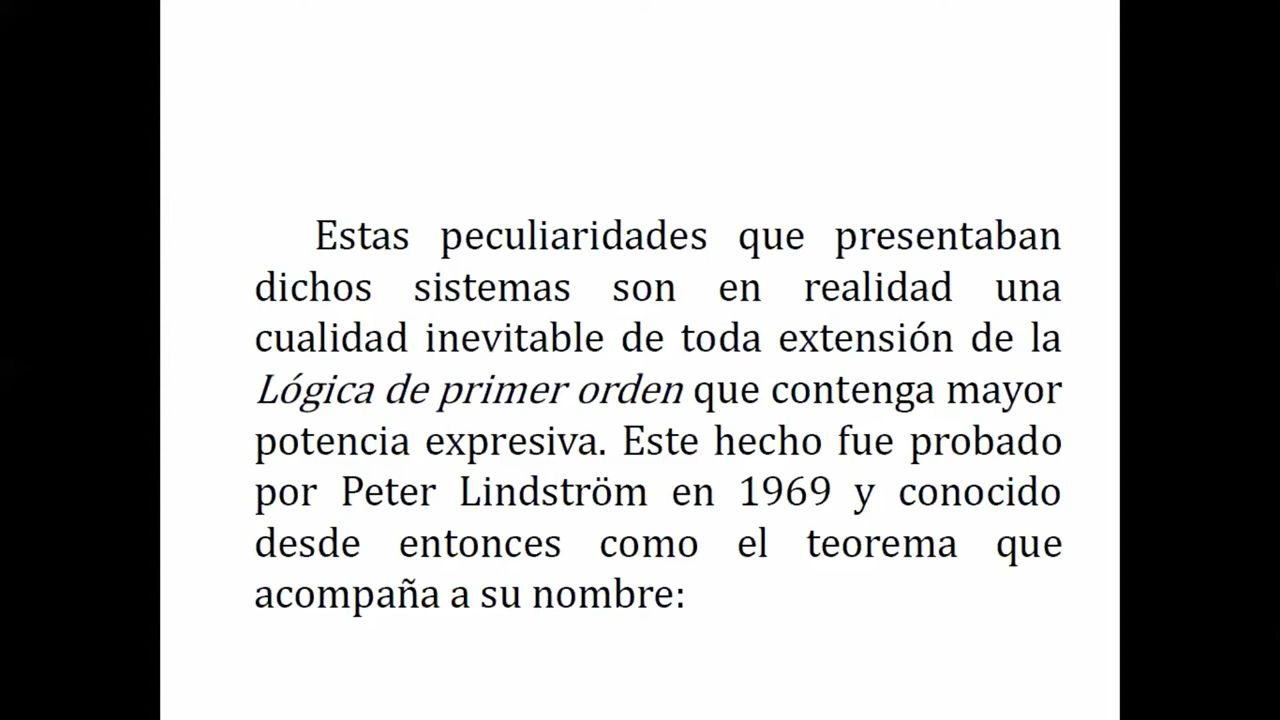 Estas peculiaridades que presentaban
dichos sistemas son en realidad una
cualidad inevitable de toda extensión de la
Lógica de primer orden que contenga mayor
potencia expresiva. Este hecho fue probado
por Peter Lindström en 1969 y conocido
desde entonces como el teorema que
acompaña a su nombre: